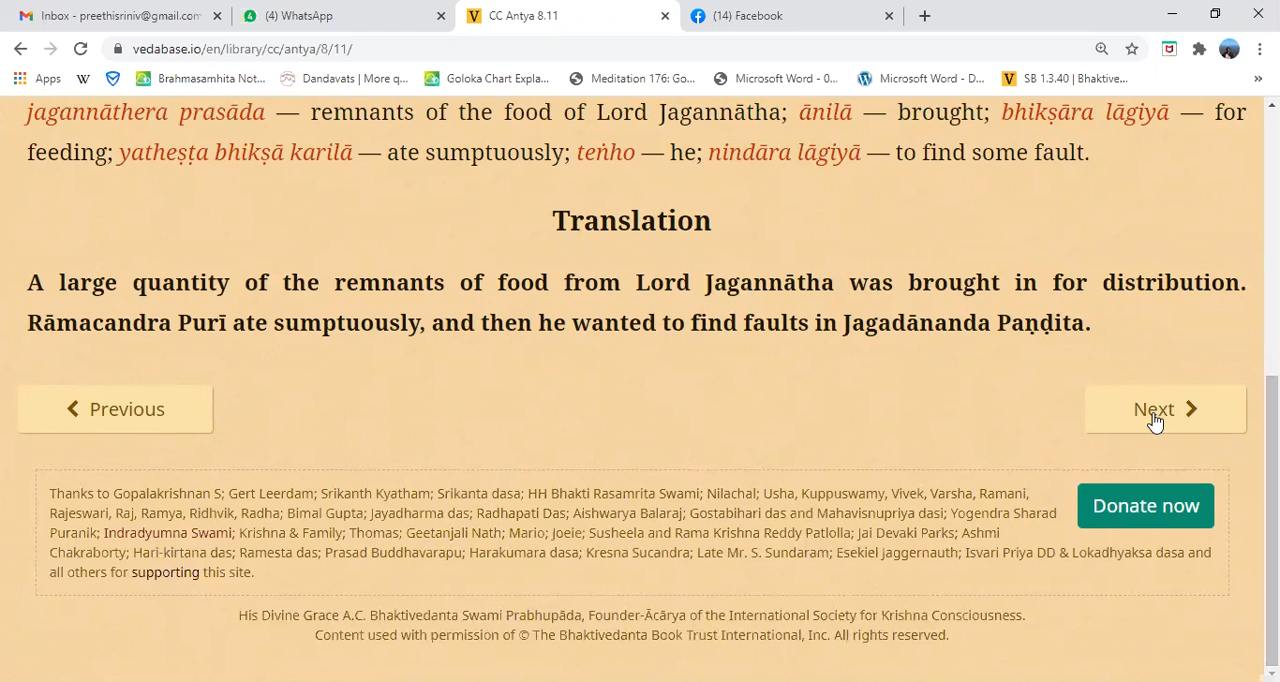 Inbox - preethisriniv@gmail.com
(4) WhatsApp
CC Antya 8.11
(14) Facebook
vedabase.io/en/library/cc/antya/8/11/
Apps
Brahmasamhita Not...
Dandavats | More q...
Goloka Chart Expla...
Meditation 176: Go...
Microsoft Word - 0...
Microsoft Word - D...
SB 1.3.40 | Bhaktive...
jagannāthera prasāda — remnants of the food of Lord Jagannātha; ānilā — brought; bhikṣāra lāgiyā — for
feeding; yatheṣṭa bhikṣā karilā — ate sumptuously; teṅho — he; nindāra lāgiyā — to find some fault.
Translation
A large quantity of the remnants of food from Lord Jagannātha was brought in for distribution.
Rāmacandra Purī ate sumptuously, and then he wanted to find faults in Jagadānanda Paṇḍita.
Previous
Next
Thanks to Gopalakrishnan S; Gert Leerdam; Srikanth Kyatham; Srikanta dasa; HH Bhakti Rasamrita Swami; Nilachal; Usha, Kuppuswamy, Vivek, Varsha, Ramani,
Rajeswari, Raj, Ramya, Ridhvik, Radha; Bimal Gupta; Jayadharma das; Radhapati Das; Aishwarya Balaraj; Gostabihari das and Mahavisnupriya dasi; Yogendra Sharad
Puranik; Indradyumna Swami; Krishna & Family; Thomas; Geetanjali Nath; Mario; Joeie; Susheela and Rama Krishna Reddy Patlolla; Jai Devaki Parks; Ashmi
Chakraborty; Hari-kirtana das; Ramesta das; Prasad Buddhavarapu; Harakumara dasa; Kresna Sucandra; Late Mr. S. Sundaram; Esekiel Jaggernauth; Isvari Priya DD & Lokadhyaksa dasa and
all others for supporting this site.
Donate now
His Divine Grace A.C. Bhaktivedanta Swami Prabhupāda, Founder-Ācārya of the International Society for Krishna Consciousness.
Content used with permission of © The Bhaktivedanta Book Trust International, Inc. All rights reserved.